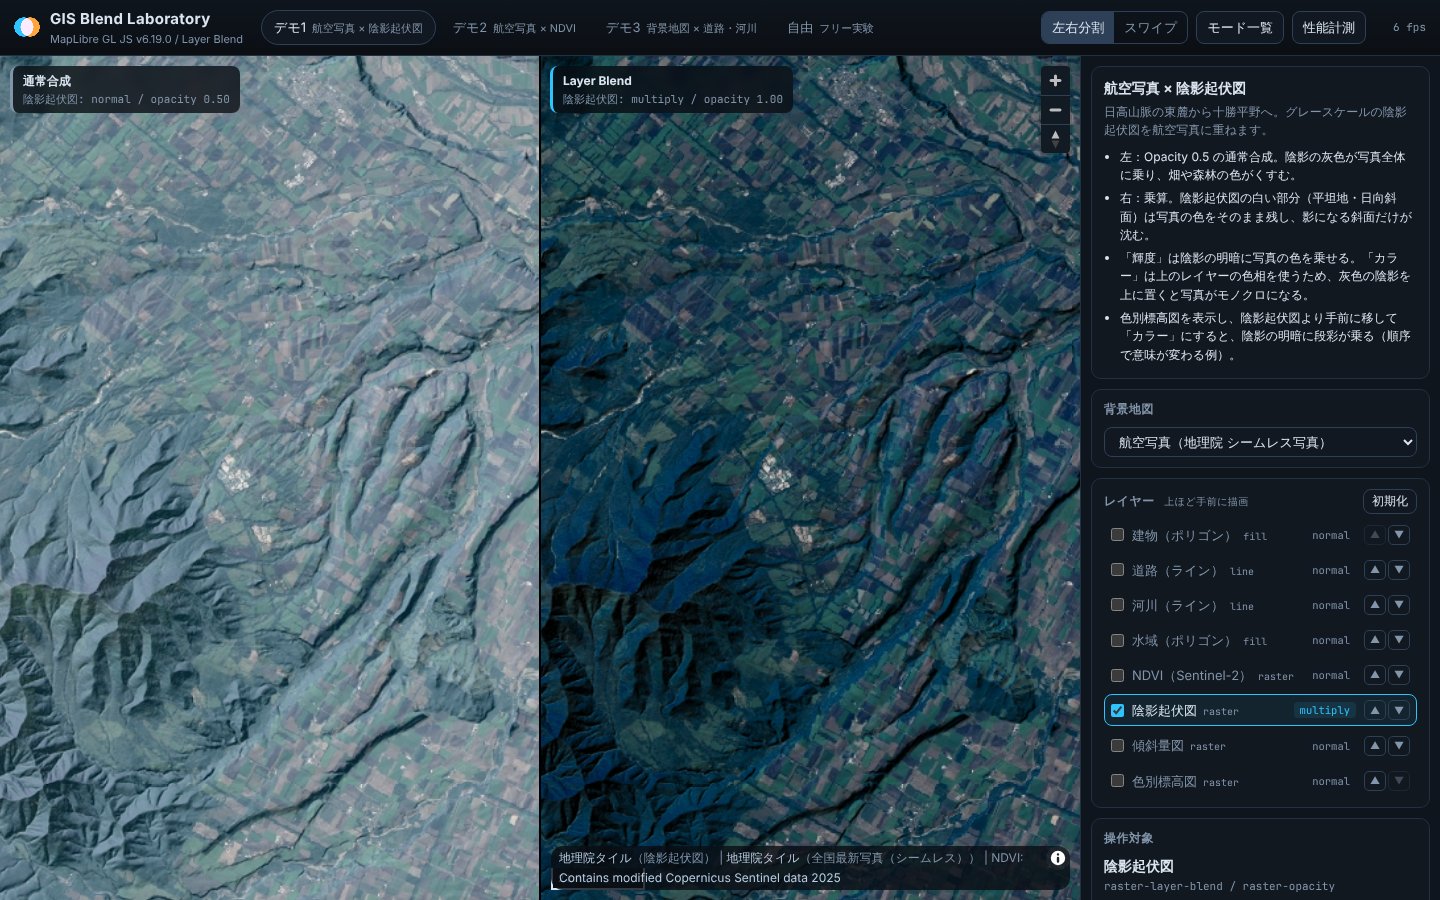 GIS Blend Laboratory
MapLibre GL JS v6.19.0 / Layer Blend
デモ1 航空写真 × 陰影起伏図
デモ2 航空写真 × NDVI
デモ3 背景地図 × 道路・河川
自由 フリー実験
左右分割 スワイプ
モード一覧
性能計測
6 fps
通常合成
陰影起伏図: normal / opacity 0.50
Layer Blend
陰影起伏図: multiply / opacity 1.00
地理院タイル（陰影起伏図） | 地理院タイル（全国最新写真（シームレス）） | NDVI:
Contains modified Copernicus Sentinel data 2025
航空写真 × 陰影起伏図
日高山脈の東麓から十勝平野へ。グレースケールの陰影
起伏図を航空写真に重ねます。
• 左：Opacity 0.5 の通常合成。陰影の灰色が写真全体
に乗り、畑や森林の色がくすむ。
• 右：乗算。陰影起伏図の白い部分（平坦地・日向斜
面）は写真の色をそのまま残し、影になる斜面だけが
沈む。
• 「輝度」は陰影の明暗に写真の色を乗せる。「カラ
ー」は上のレイヤーの色相を使うため、灰色の陰影を
上に置くと写真がモノクロになる。
• 色別標高図を表示し、陰影起伏図より手前に移して
「カラー」にすると、陰影の明暗に段彩が乗る（順序
で意味が変わる例）。
背景地図
航空写真（地理院 シームレス写真）
レイヤー 上ほど手前に描画 初期化
建物（ポリゴン） fill normal ▲ ▼
道路（ライン） line normal ▲ ▼
河川（ライン） line normal ▲ ▼
水域（ポリゴン） fill normal ▲ ▼
NDVI（Sentinel-2） raster normal ▲ ▼
陰影起伏図 raster multiply ▲ ▼
傾斜量図 raster normal ▲ ▼
色別標高図 raster normal ▲ ▼
操作対象
陰影起伏図
raster-layer-blend / raster-opacity